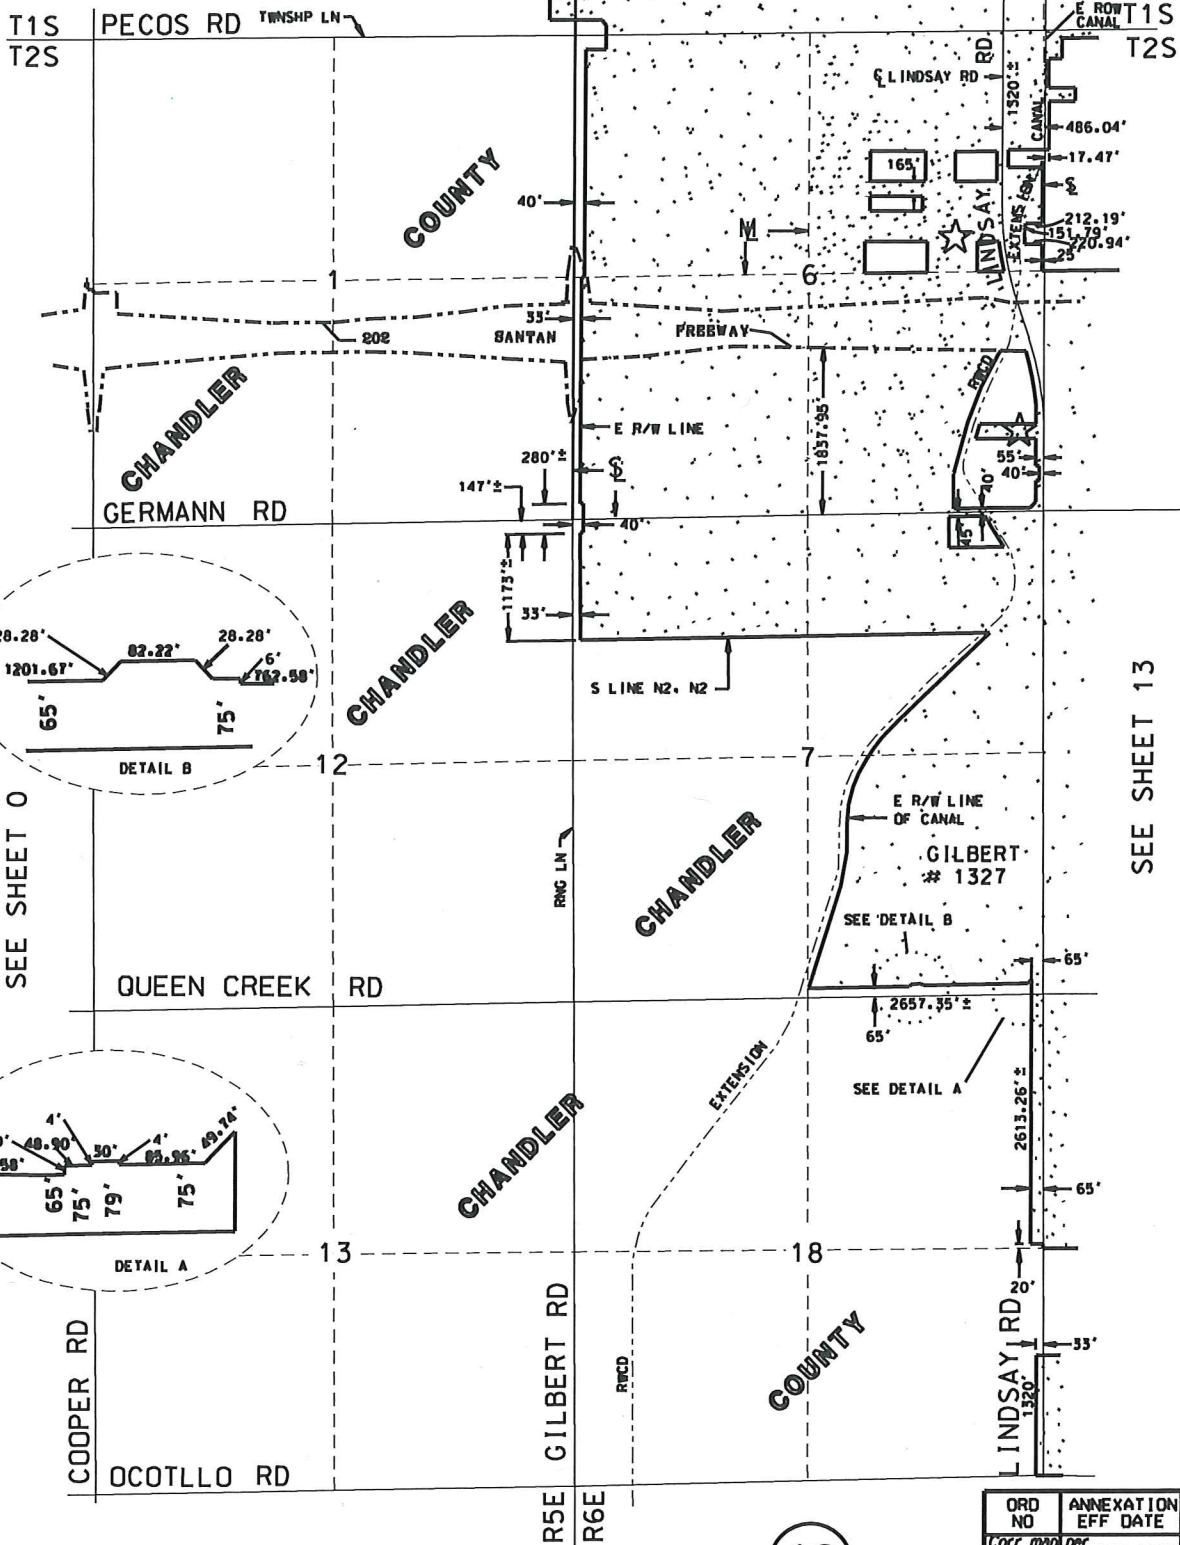 T1S
PECOS RD
TWNSHP LN
E ROW
CANAL
T1S
T2S
T2S
RD
℄ LINDSAY RD
1320'±
CANAL
486.04'
17.47'
165'
COUNTY
40'
M
LINDSAY
212.19'
151.79'
220.94'
25'
1
6
33'
202
SANTAN
FREEWAY
RWCD
CHANDLER
E R/W LINE
1837.95'
280'±
147'±
55'
40'
40'
GERMANN RD
40'
45'
1173'±
33'
28.28'
82.22'
28.28'
1201.67'
6'
762.58'
65'
75'
DETAIL B
CHANDLER
S LINE N2, N2
12
7
SEE SHEET 13
SEE SHEET 0
E R/W LINE
OF CANAL
RNG LN
CHANDLER
GILBERT
# 1327
SEE DETAIL B
65'
QUEEN CREEK RD
2657.35'±
65'
EXTENSION
SEE DETAIL A
2613.26'±
CHANDLER
4'
48.90'
30'
4'
85.96'
49.74'
65'
75'
79'
75'
65'
DETAIL A
13
18
20'
COOPER RD
GILBERT RD
RWCD
COUNTY
LINDSAY RD
33'
1320'
OCOTLLO RD
R5E
R6E
ORD
NO
ANNEXATION
EFF DATE